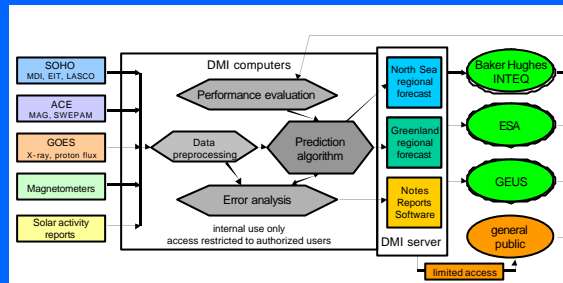 SOHO
MDI, EIT, LASCO
ACE
MAG, SWEPAM
GOES
X-ray, proton flux
Magnetometers
Solar activity
reports
DMI computers
Performance evaluation
Data
preprocessing
Prediction
algorithm
Error analysis
internal use only
access restricted to authorized users
North Sea
regional
forecast
Greenland
regional
forecast
Notes
Reports
Software
DMI server
Baker Hughes
INTEQ
ESA
GEUS
general
public
limited access